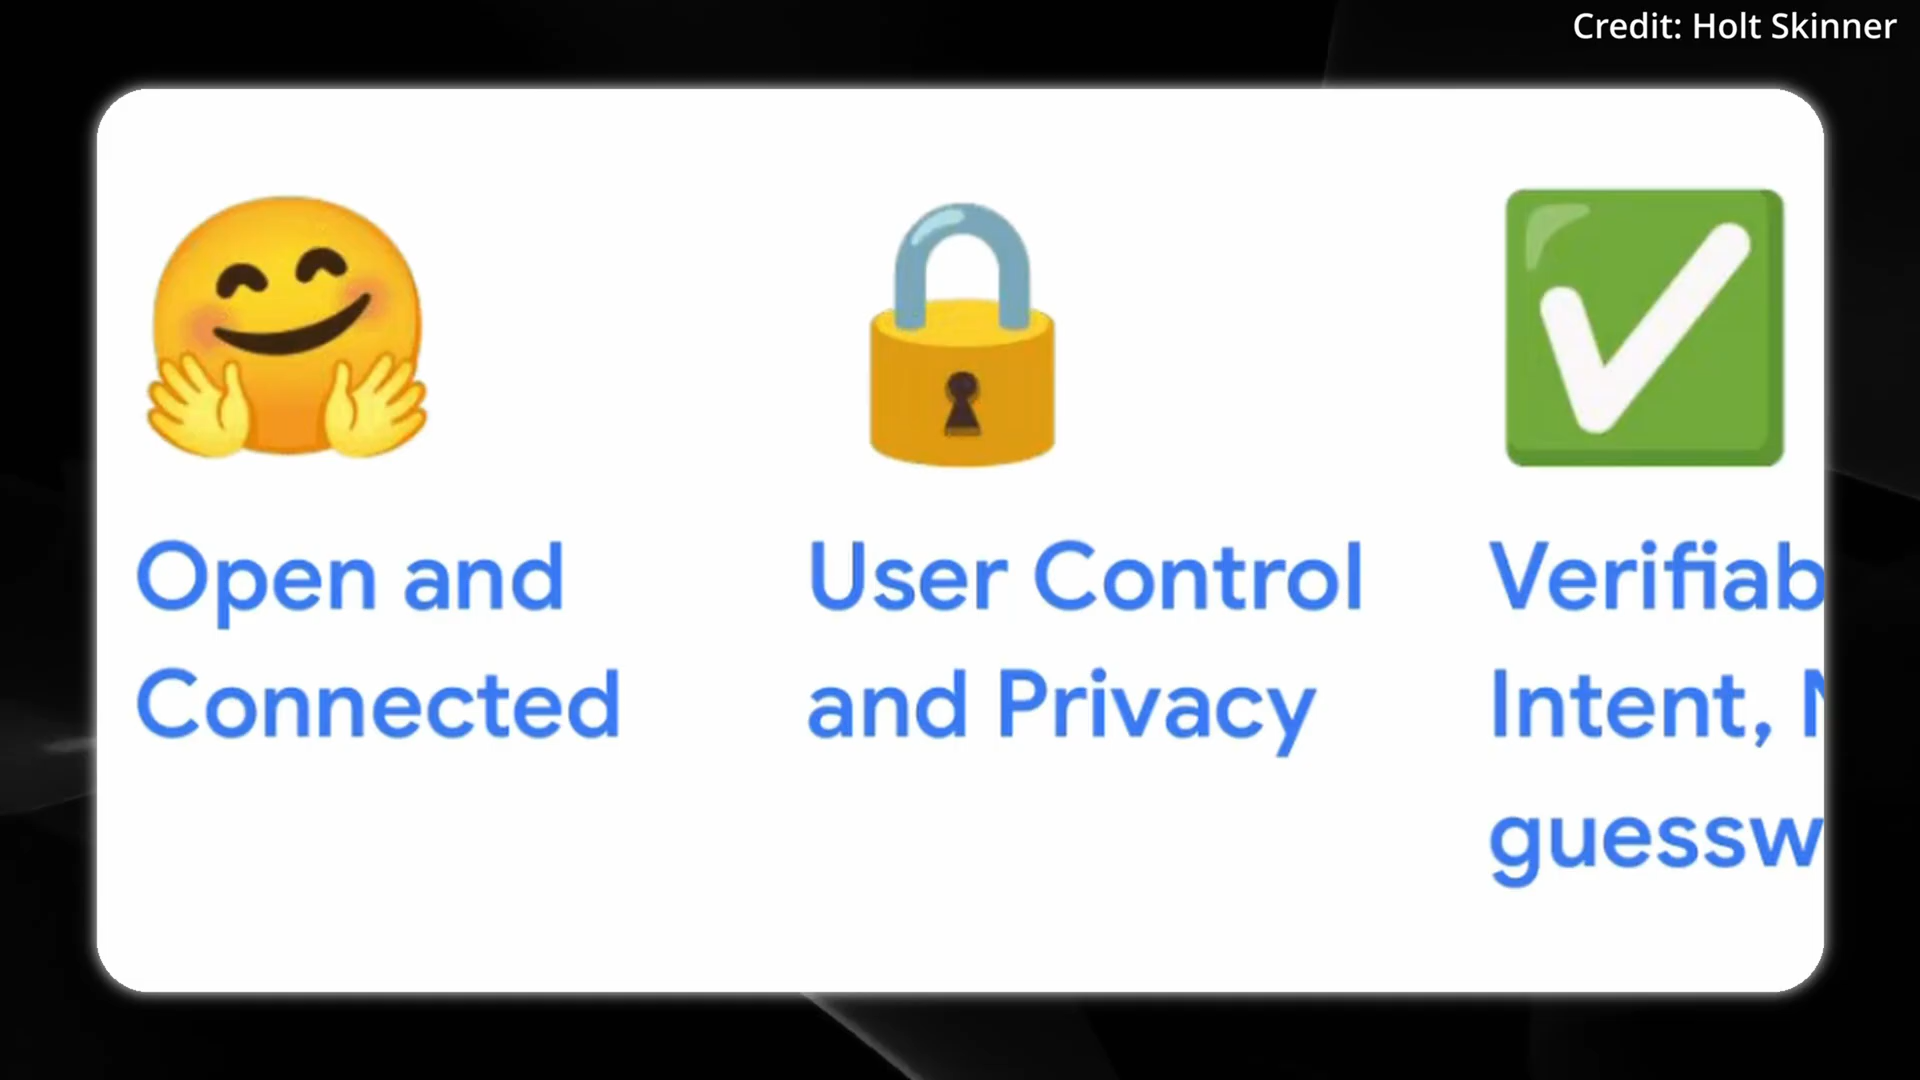 Credit: Holt Skinner
Open and
Connected
User Control
and Privacy
Verifiab
Intent,
guessw